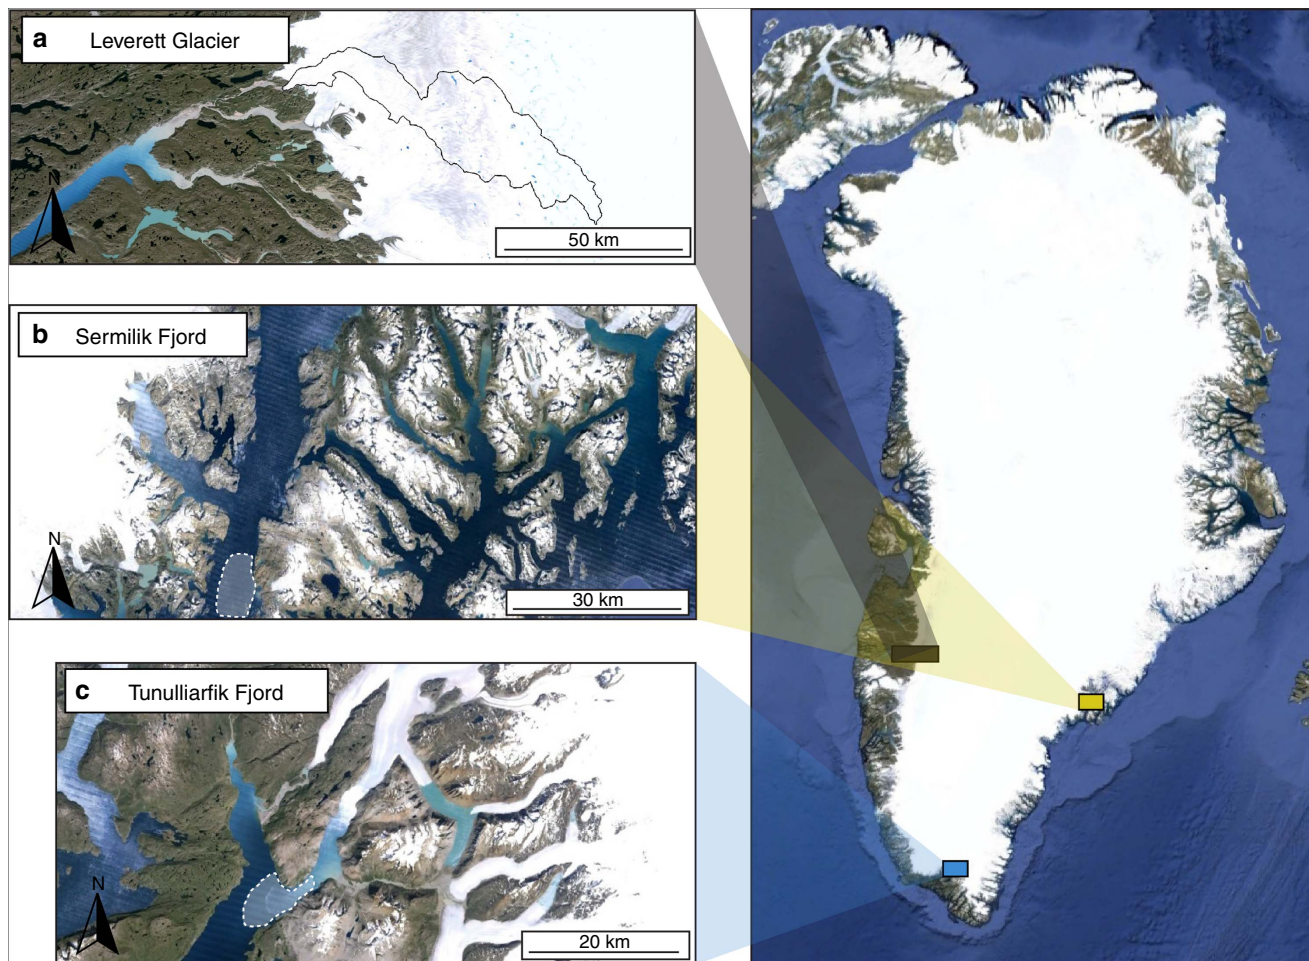 a Leverett Glacier
N
50 km
b Sermilik Fjord
N
30 km
c Tunulliarfik Fjord
N
20 km